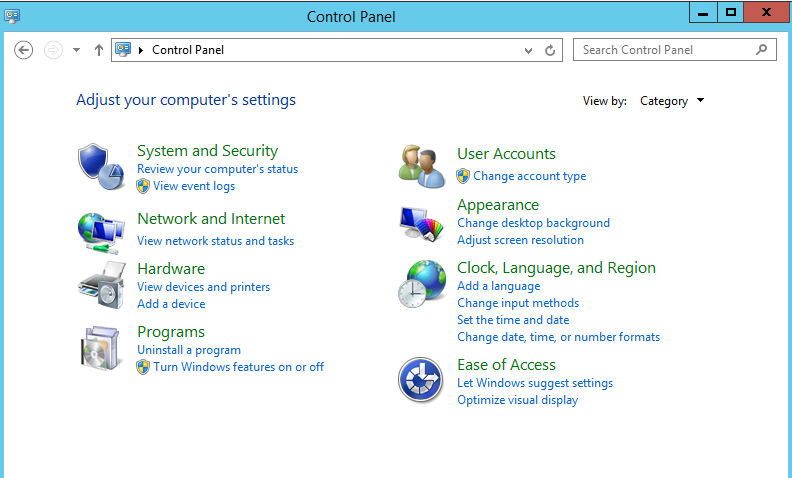 Control Panel
Control Panel
Search Control Panel
Adjust your computer's settings
View by: Category
System and Security
Review your computer's status
View event logs
Network and Internet
View network status and tasks
Hardware
View devices and printers
Add a device
Programs
Uninstall a program
Turn Windows features on or off
User Accounts
Change account type
Appearance
Change desktop background
Adjust screen resolution
Clock, Language, and Region
Add a language
Change input methods
Set the time and date
Change date, time, or number formats
Ease of Access
Let Windows suggest settings
Optimize visual display